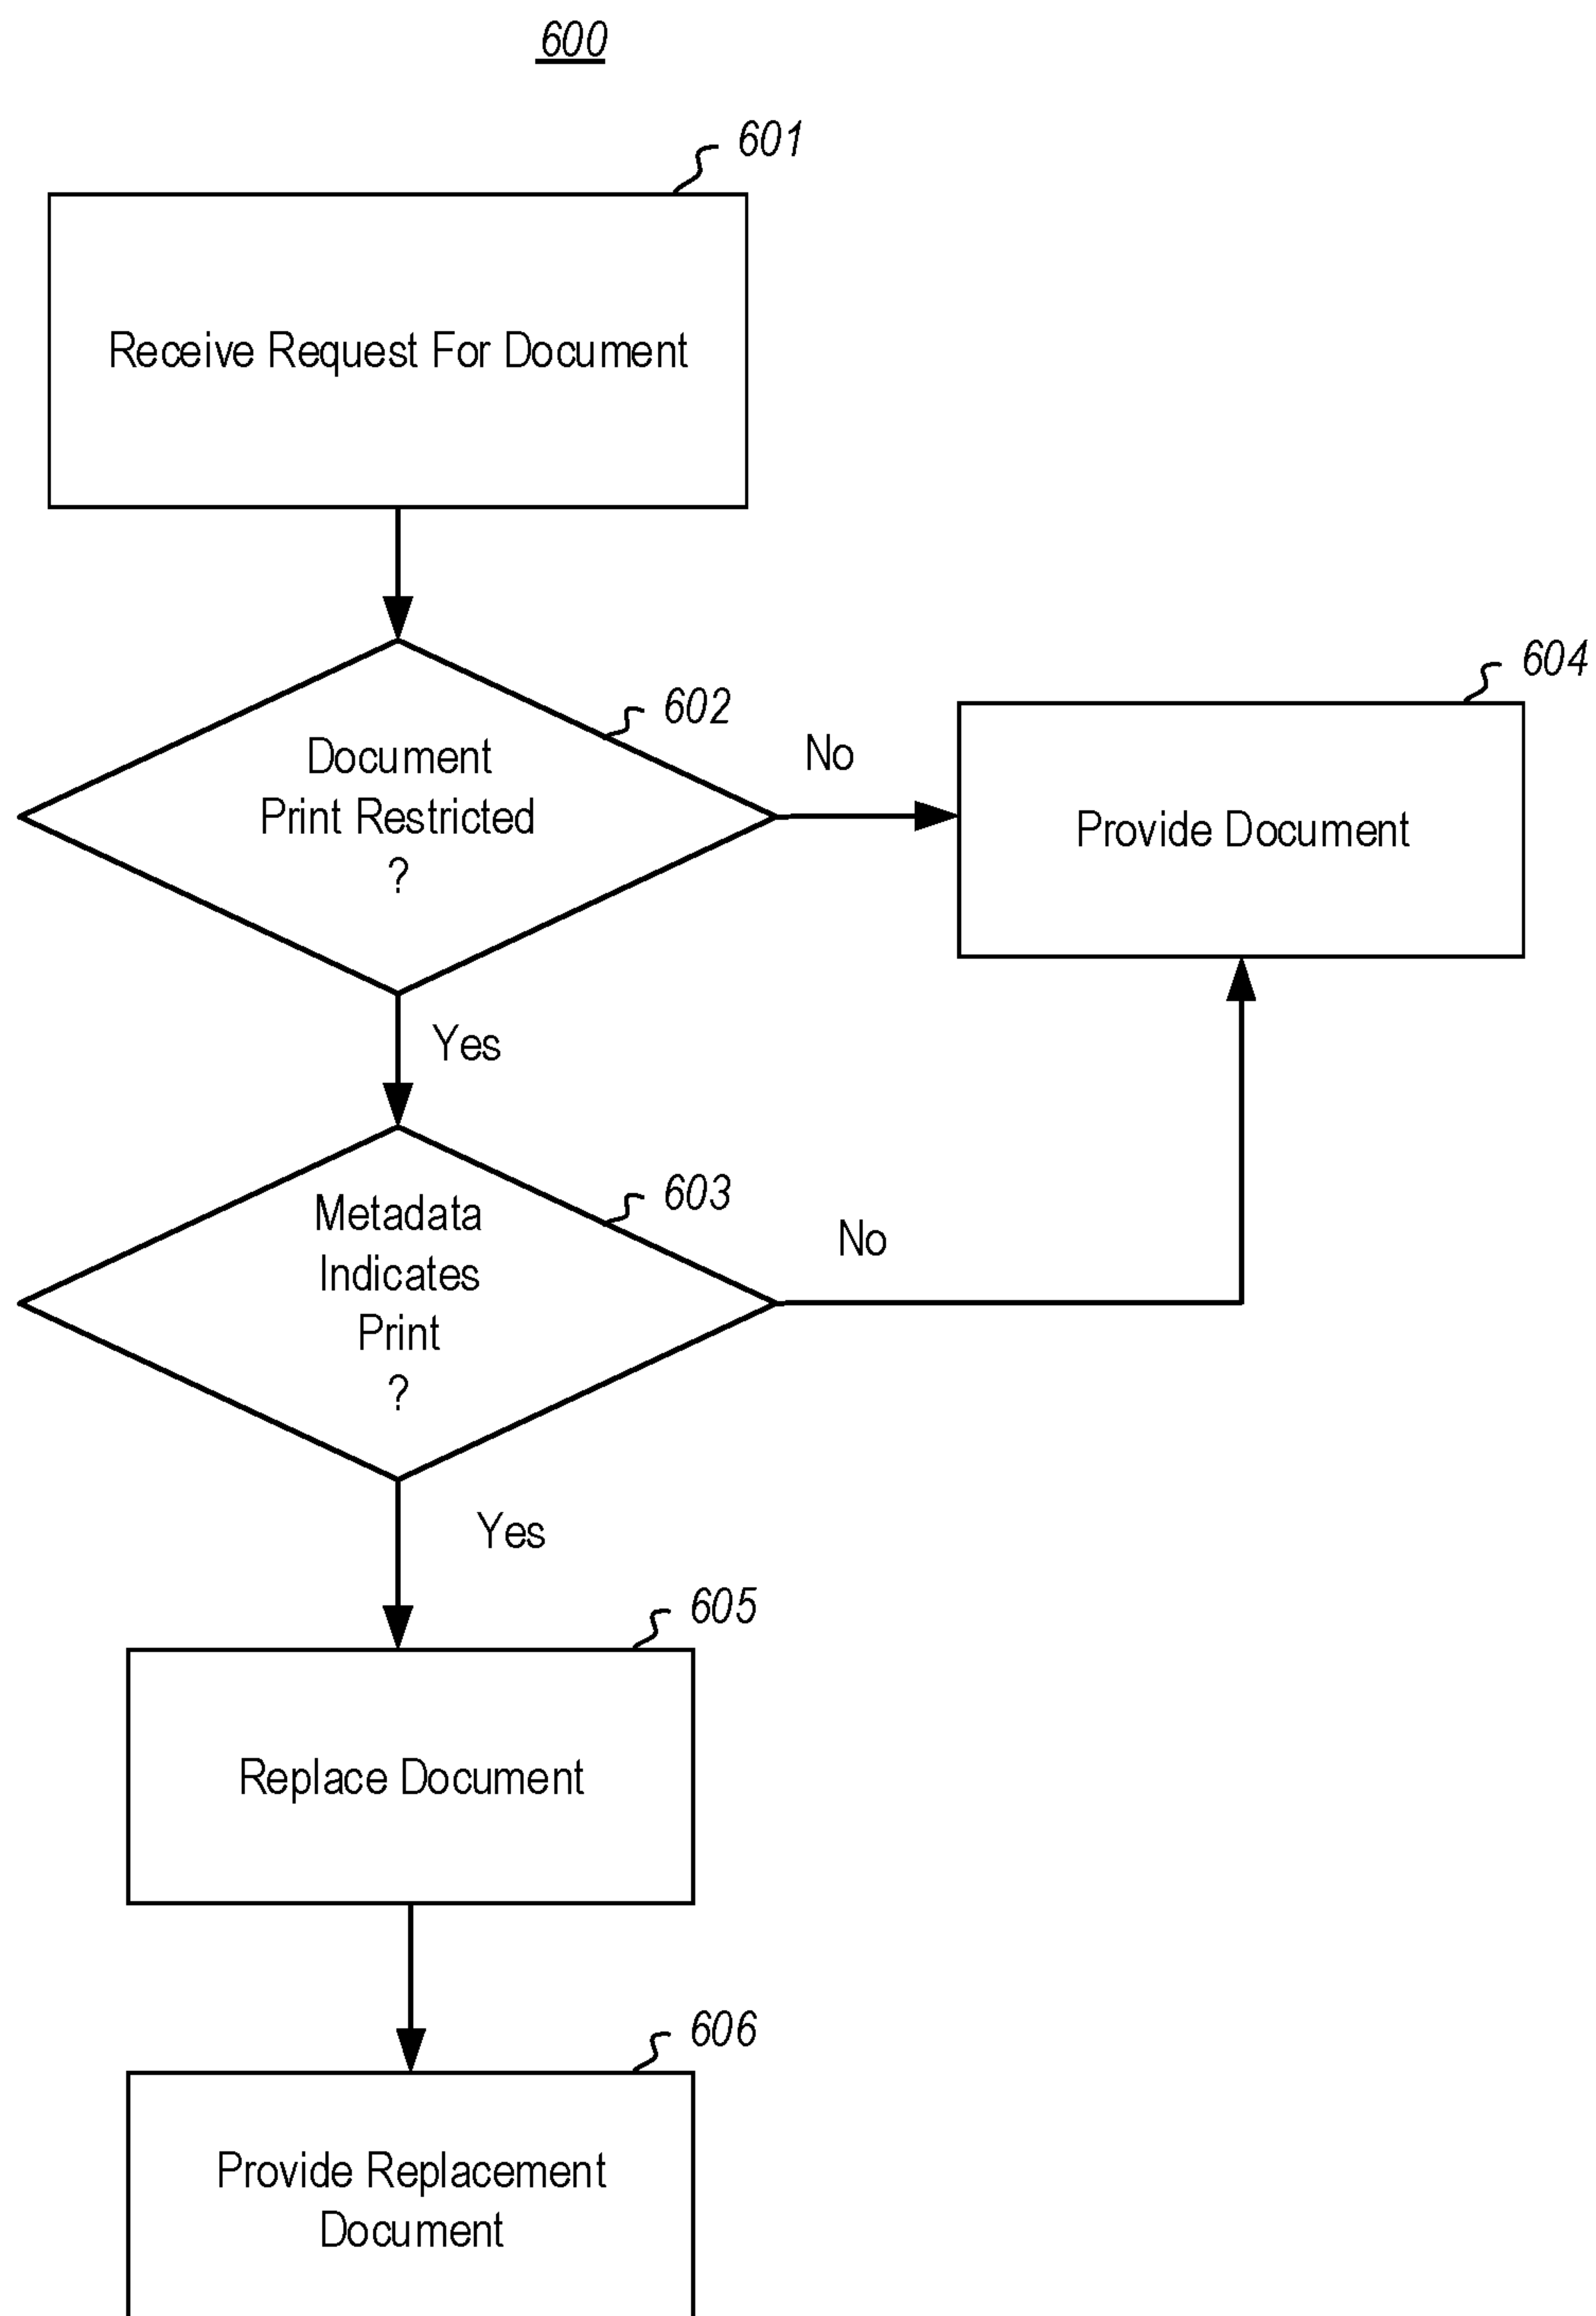 600
601
Receive Request For Document
602
Document
Print Restricted
?
No
604
Provide Document
Yes
603
Metadata
Indicates
Print
?
No
Yes
605
Replace Document
606
Provide Replacement
Document